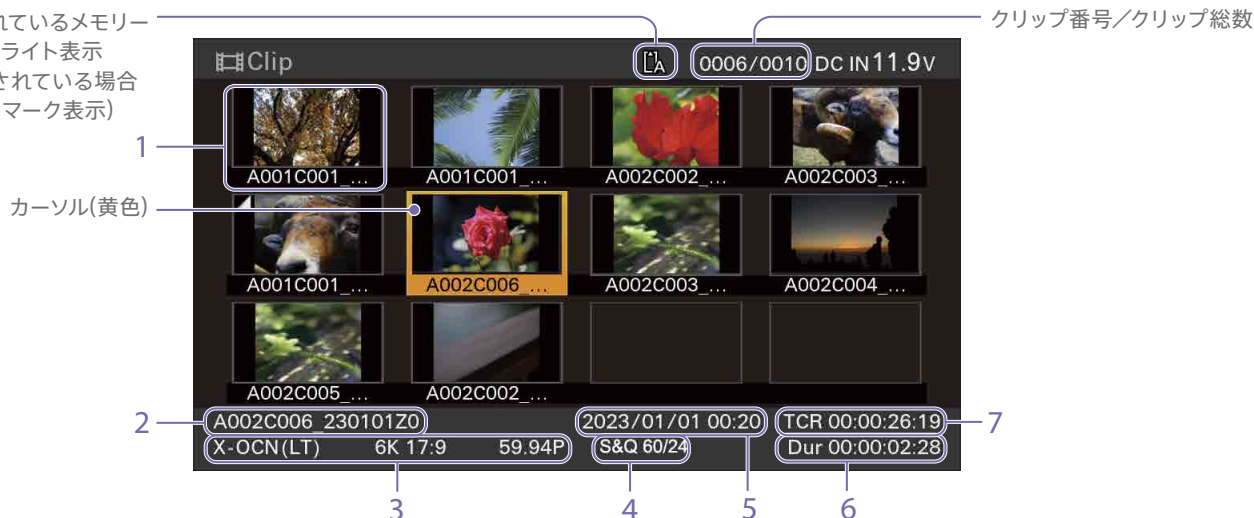 れているメモリー
ライト表示
されている場合
マーク表示)
クリップ番号／クリップ総数
Clip
A
0006/0010 DC IN 11.9V
1
A001C001_...
A001C001_...
A002C002_...
A002C003_...
カーソル(黄色)
A001C001_...
A002C006_...
A002C003_...
A002C004_...
A002C005_...
A002C002_...
2
A002C006_230101Z0
2023/01/01 00:20
TCR 00:00:26:19
7
X-OCN(LT) 6K 17:9 59.94P
S&Q 60/24
Dur 00:00:02:28
3
4
5
6